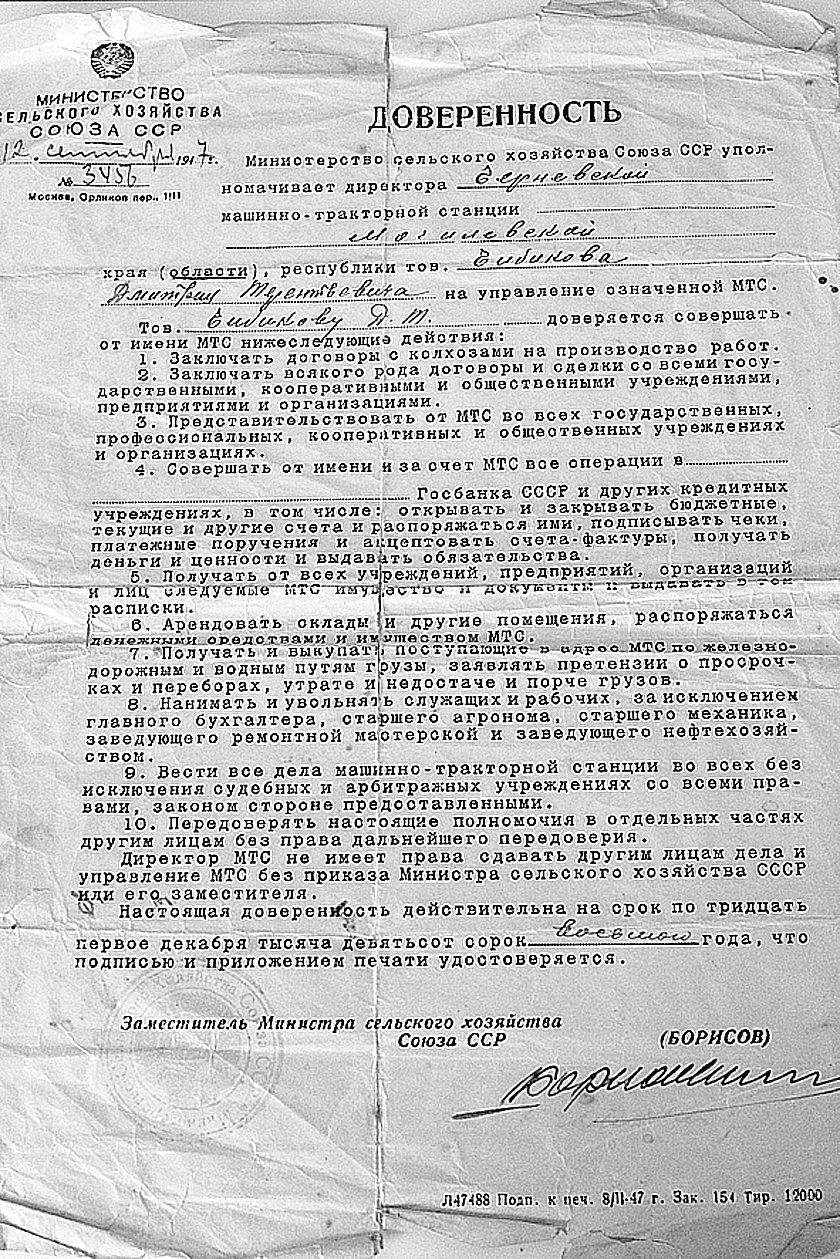 МИНИСТЕРСТВО
СЕЛЬСКОГО ХОЗЯЙСТВА
СОЮЗА ССР
12. сентября 1947 г.
№ 3456
Москва, Орликов пер., 1/11
ДОВЕРЕННОСТЬ
Министерство сельского хозяйства Союза ССР упол-
номачивает директора
машинно-тракторной станции
Могилевской
края (области), республики тов. Бибикова
Дмитрия Терентьевича на управление означенной МТС.
Тов. Бибикову Д. Т. доверяется совершать
от имени МТС нижеследующие действия:
1. Заключать договоры с колхозами на производство работ.
2. Заключать всякого рода договоры и сделки со всеми госу-
дарственными, кооперативными и общественными учреждениями,
предприятиями и организациями.
3. Представительствовать от МТС во всех государственных,
профессиональных, кооперативных и общественных учреждениях
и организациях.
4. Совершать от имени и за счет МТС все операции в
Госбанка СССР и других кредитных
учреждениях, в том числе: открывать и закрывать бюджетные,
текущие и другие счета и распоряжаться ими, подписывать чеки,
платежные поручения и акцептовать счета-фактуры, получать
деньги и ценности и выдавать обязательства.
5. Получать от всех учреждений, предприятий, организаций
и лиц следуемые МТС имущество и документы и выдавать в том
расписки.
6. Арендовать склады и другие помещения, распоряжаться
денежными средствами и имуществом МТС.
7. Получать и выкупать поступающие в адрес МТС по железно-
дорожным и водным путям грузы, заявлять претензии о просроч-
ках и переборах, утрате и недостаче и порче грузов.
8. Нанимать и увольнять служащих и рабочих, за исключением
главного бухгалтера, старшего агронома, старшего механика,
заведующего ремонтной мастерской и заведующего нефтехозяй-
ством.
9. Вести все дела машинно-тракторной станции во всех без
исключения судебных и арбитражных учреждениях со всеми пра-
вами, законом стороне предоставленными.
10. Передоверять настоящие полномочия в отдельных частях
другим лицам без права дальнейшего передоверия.
Директор МТС не имеет права сдавать другим лицам дела и
управление МТС без приказа Министра сельского хозяйства СССР
или его заместителя.
Настоящая доверенность действительна на срок по тридцать
первое декабря тысяча девятьсот сорок восьмого года, что
подписью и приложением печати удостоверяется.
Заместитель Министра сельского хозяйства
Союза ССР (БОРИСОВ)
Л47488 Подп. к печ. 8/II-47 г. Зак. 154 Тир. 12000